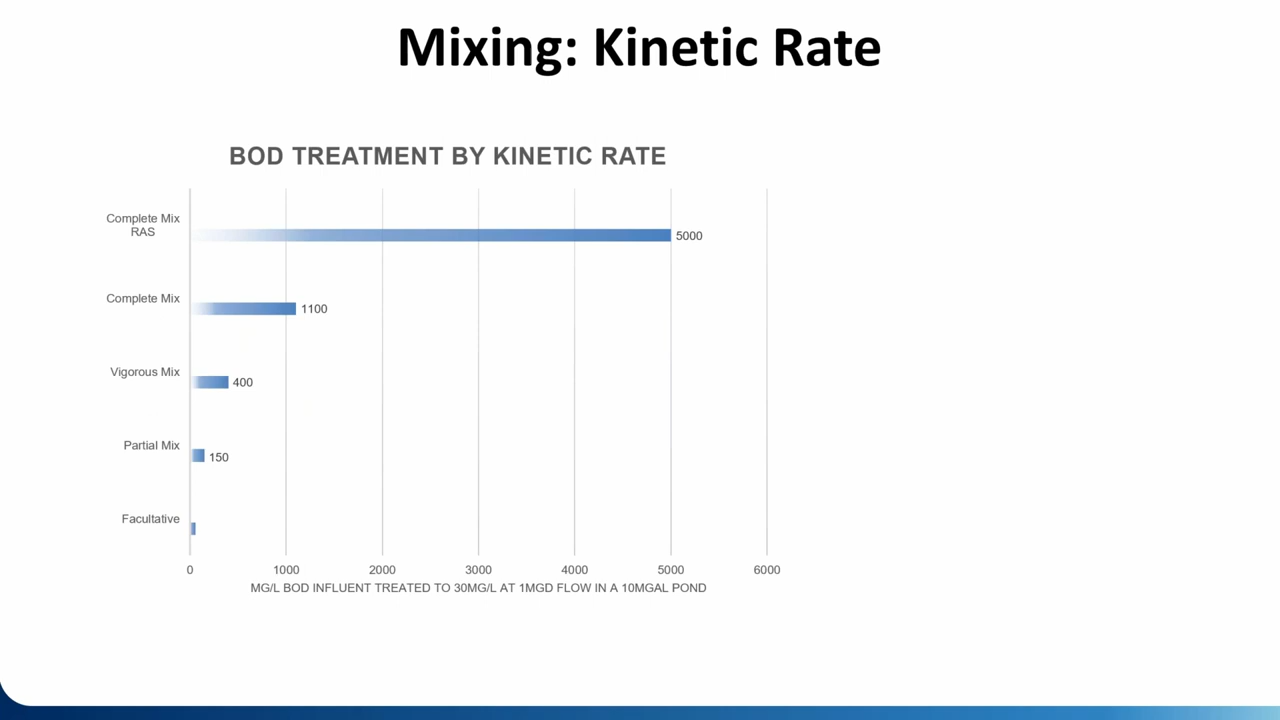 Mixing: Kinetic Rate
BOD TREATMENT BY KINETIC RATE
Complete Mix
RAS
5000
Complete Mix
1100
Vigorous Mix
400
Partial Mix
150
Facultative
0 1000 2000 3000 4000 5000 6000
MG/L BOD INFLUENT TREATED TO 30MG/L AT 1MGD FLOW IN A 10MGAL POND